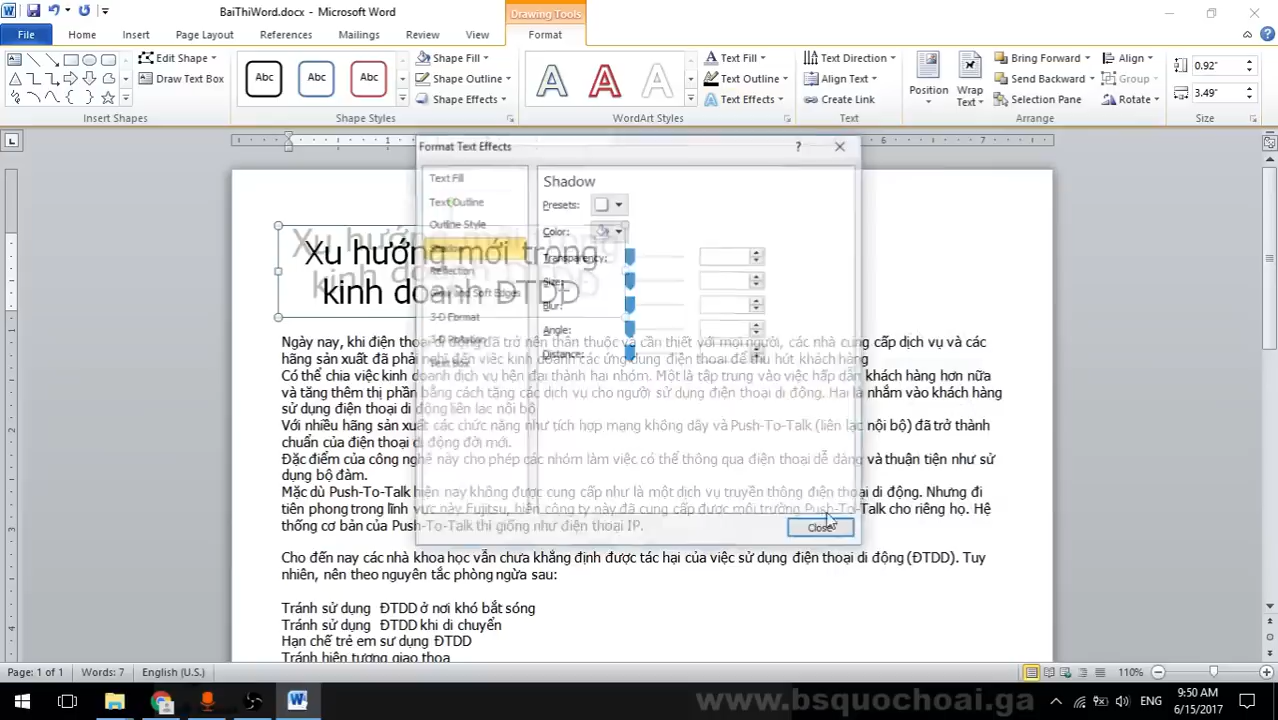 BaiThiWord.docx - Microsoft Word
Drawing Tools
File Home Insert Page Layout References Mailings Review View Format
Edit Shape
Draw Text Box
Insert Shapes
Abc Abc Abc
Shape Fill
Shape Outline
Shape Effects
Shape Styles
A A A
Text Fill
Text Outline
Text Effects
WordArt Styles
Text Direction
Align Text
Create Link
Text
Position
Wrap Text
Bring Forward
Send Backward
Selection Pane
Align
Group
Rotate
Arrange
0.92"
3.49"
Size
Format Text Effects
Text Fill
Text Outline
Outline Style
Shadow
Reflection
Glow and Soft Edges
3-D Format
3-D Rotation
Text Box
Shadow
Presets:
Color:
Transparency:
Size:
Blur:
Angle:
Distance:
Close
Xu hướng mới trong
kinh doanh ĐTDD
Ngày nay, khi điện thoại di động đã trở nên thân thuộc và cần thiết với mọi người, các nhà cung cấp dịch vụ và các
hãng sản xuất đã phải nghĩ đến việc kinh doanh các ứng dụng điện thoại để thu hút khách hàng
Có thể chia việc kinh doanh dịch vụ hện đại thành hai nhóm. Một là tập trung vào việc hấp dẫn khách hàng hơn nữa
và tăng thêm thị phần bằng cách tăng các dịch vụ cho người sử dụng điện thoại di động. Hai là nhắm vào khách hàng
sử dụng điện thoại di động liên lạc nội bộ
Với nhiều hãng sản xuất các chức năng như tích hợp mạng không dây và Push-To-Talk (liên lạc nội bộ) đã trở thành
chuẩn của điện thoại di động đời mới.
Đặc điểm của công nghệ này cho phép các nhóm làm việc có thể thông qua điện thoại dễ dàng và thuận tiện như sử
dụng bộ đàm.
Mặc dù Push-To-Talk hiện nay không được cung cấp như là một dịch vụ truyền thông điện thoại di động. Nhưng đi
tiên phong trong lĩnh vực này Fujitsu, hiện công ty này đã cung cấp được môi trường Push-To-Talk cho riêng họ. Hệ
thống cơ bản của Push-To-Talk thì giống như điện thoại IP.
Cho đến nay các nhà khoa học vẫn chưa khẳng định được tác hại của việc sử dụng điện thoại di động (ĐTDD). Tuy
nhiên, nên theo nguyên tắc phòng ngừa sau:
Tránh sử dụng ĐTDD ở nơi khó bắt sóng
Tránh sử dụng ĐTDD khi di chuyển
Hạn chế trẻ em sư dụng ĐTDD
Tránh hiện tượng giao thoa
Page: 1 of 1 Words: 7 English (U.S.) 110%
www.bsquochoai.ga
ENG
9:50 AM
6/15/2017